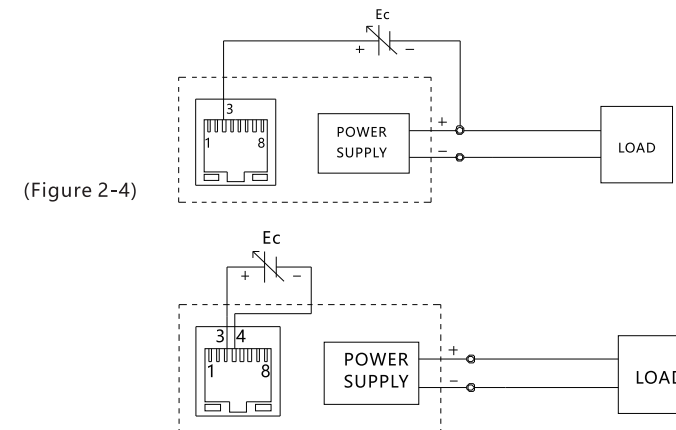 Ec
+ −
3
1 8
POWER
SUPPLY
+
−
LOAD
(Figure 2-4)
Ec
+ −
3 4
1 8
POWER
SUPPLY
+
−
LOAD